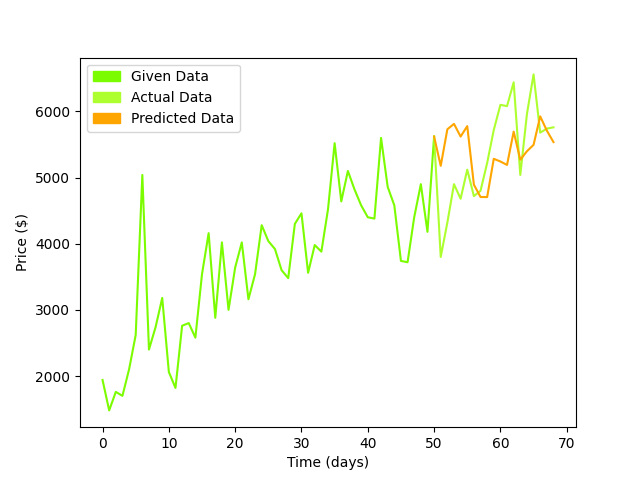 Given Data
Actual Data
Predicted Data
6000
5000
4000
3000
2000
Price ($)
0 10 20 30 40 50 60 70
Time (days)